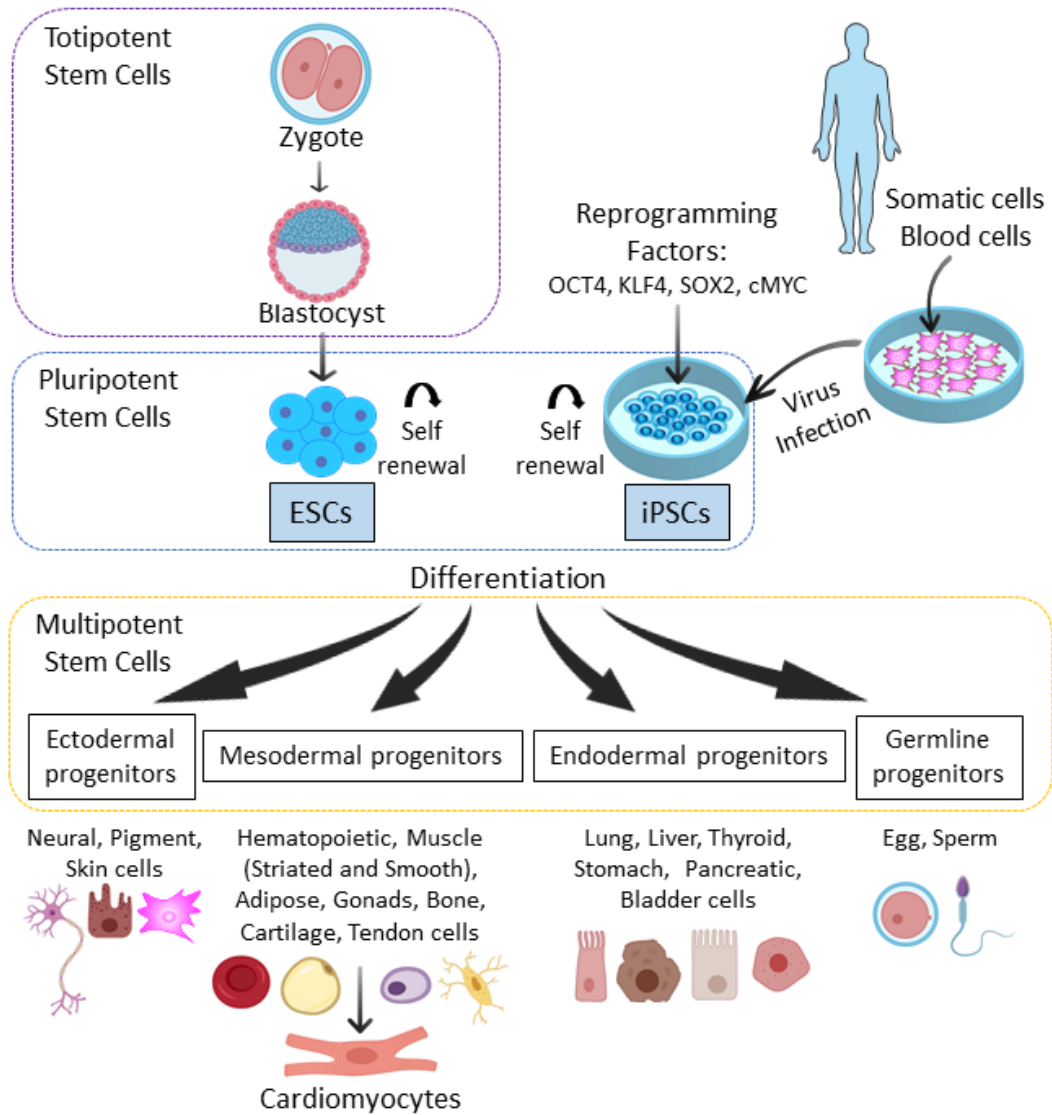 Totipotent
Stem Cells
Zygote
Blastocyst
Reprogramming
Factors:
OCT4, KLF4, SOX2, cMYC
Somatic cells
Blood cells
Virus
Infection
Pluripotent
Stem Cells
Self
renewal
Self
renewal
ESCs
iPSCs
Differentiation
Multipotent
Stem Cells
Ectodermal
progenitors
Mesodermal progenitors
Endodermal progenitors
Germline
progenitors
Neural, Pigment,
Skin cells
Hematopoietic, Muscle
(Striated and Smooth),
Adipose, Gonads, Bone,
Cartilage, Tendon cells
Lung, Liver, Thyroid,
Stomach, Pancreatic,
Bladder cells
Egg, Sperm
Cardiomyocytes